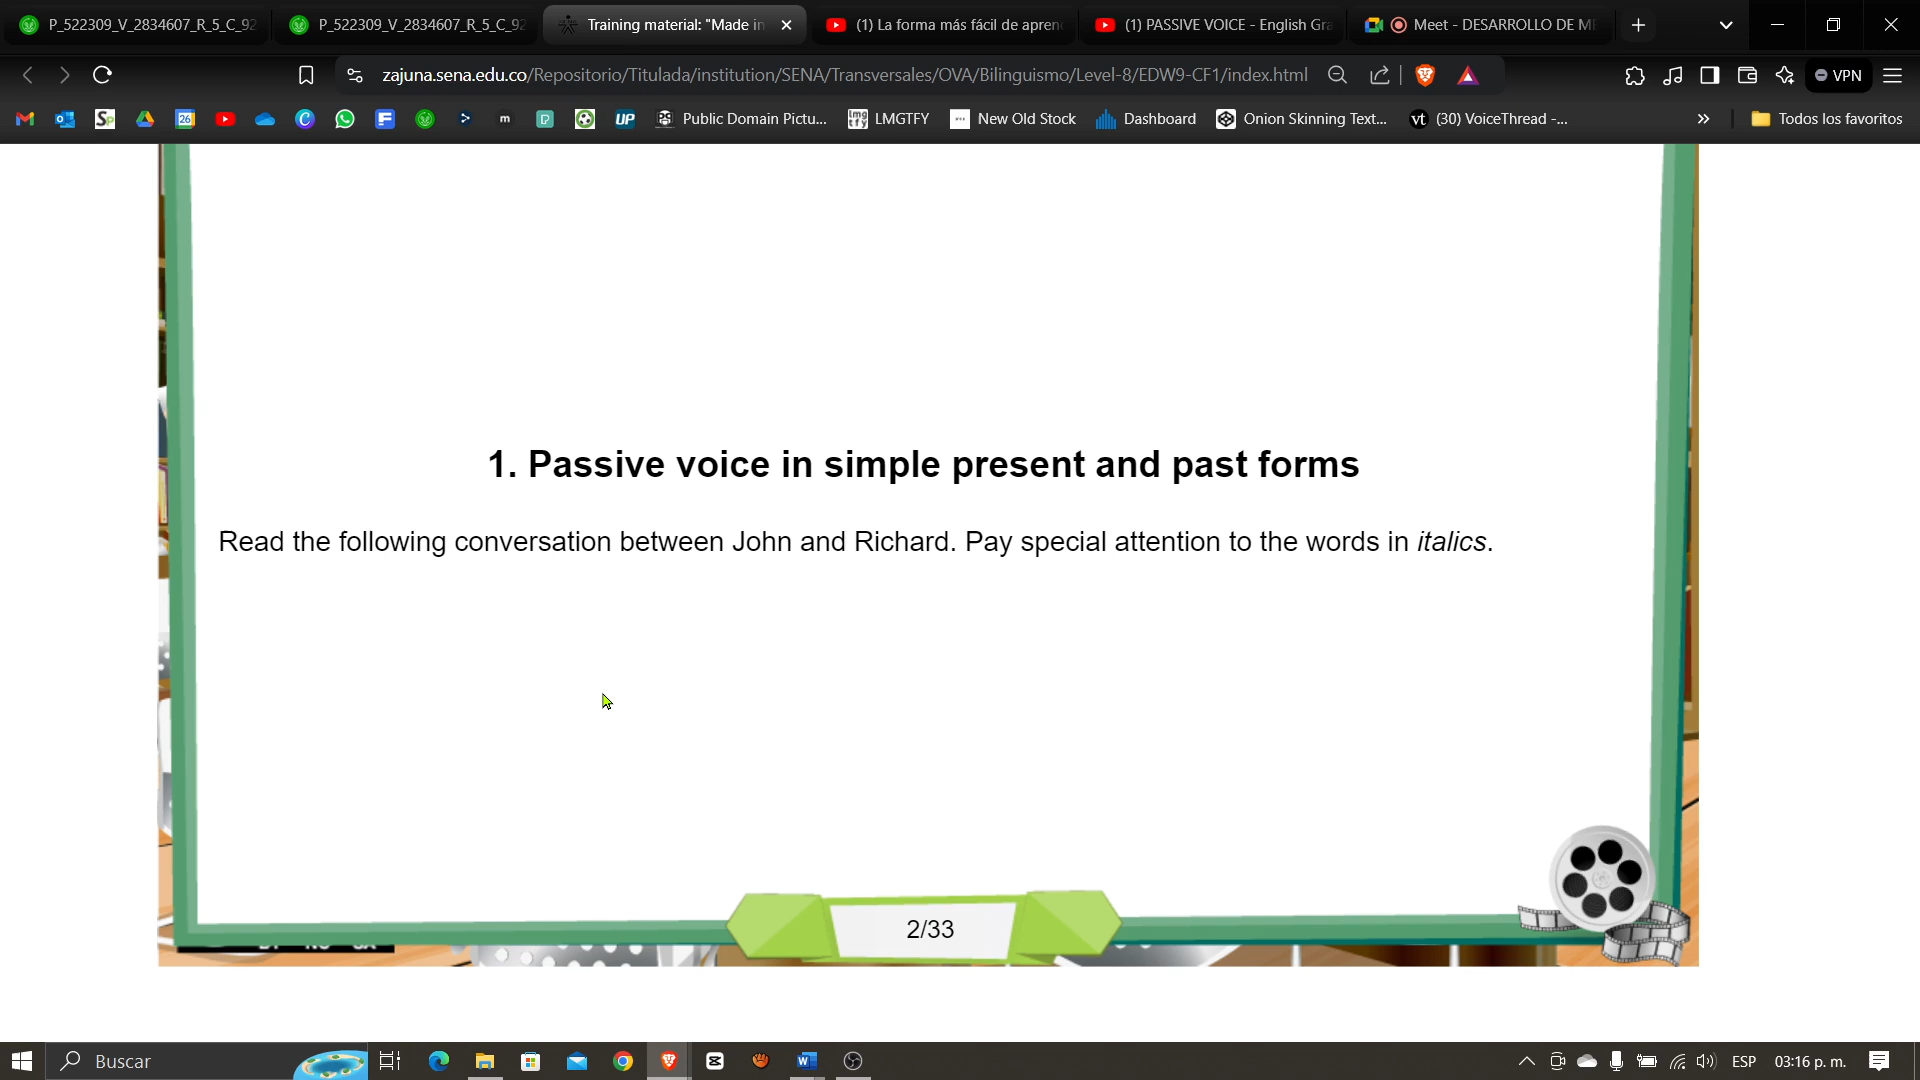 P_522309_V_2834607_R_5_C_92
P_522309_V_2834607_R_5_C_92
Training material: "Made in
(1) La forma más fácil de apren
(1) PASSIVE VOICE - English Gra
Meet - DESARROLLO DE ME
zajuna.sena.edu.co/Repositorio/Titulada/institution/SENA/Transversales/OVA/Bilinguismo/Level-8/EDW9-CF1/index.html
VPN
26
UP
Public Domain Pictu...
LMGTFY
New Old Stock
Dashboard
Onion Skinning Text...
vt
(30) VoiceThread -...
Todos los favoritos
1. Passive voice in simple present and past forms
Read the following conversation between John and Richard. Pay special attention to the words in italics.
2/33
Buscar
ESP
03:16 p. m.